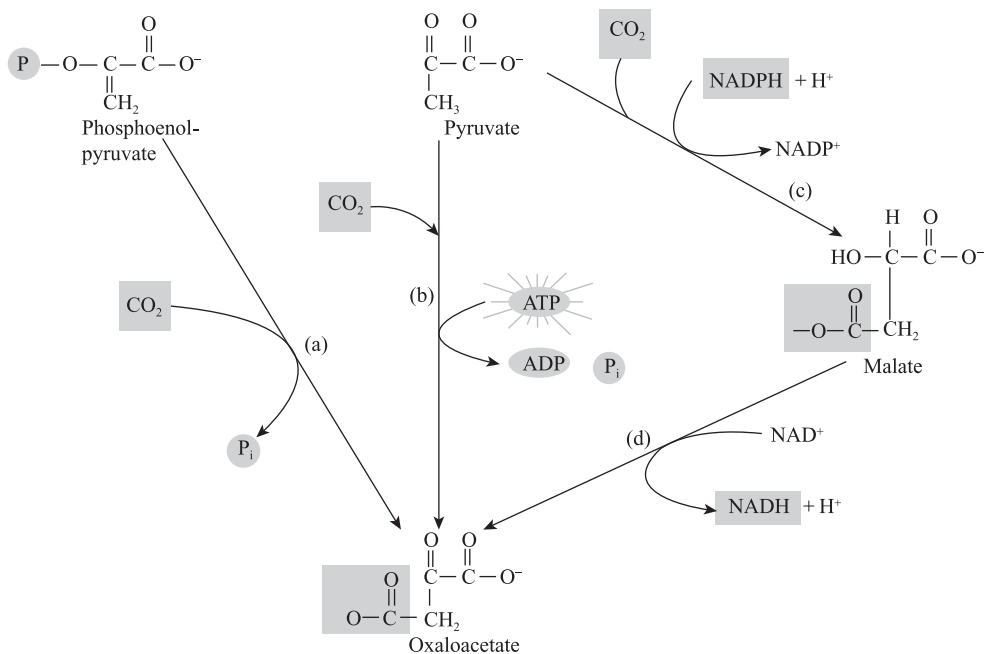 O O O
P—O—C—C—O⁻
CH₂
Phosphoenol-
pyruvate
O O
C—C—O⁻
CH₃
Pyruvate
CO₂
NADPH + H⁺
NADP⁺
(c)
H O
HO—C—C—O⁻
O
—O—C—CH₂
Malate
CO₂
(b)
ATP
ADP Pᵢ
CO₂
(a)
Pᵢ
(d)
NAD⁺
NADH + H⁺
O O
C—C—O⁻
O
O—C—CH₂
Oxaloacetate